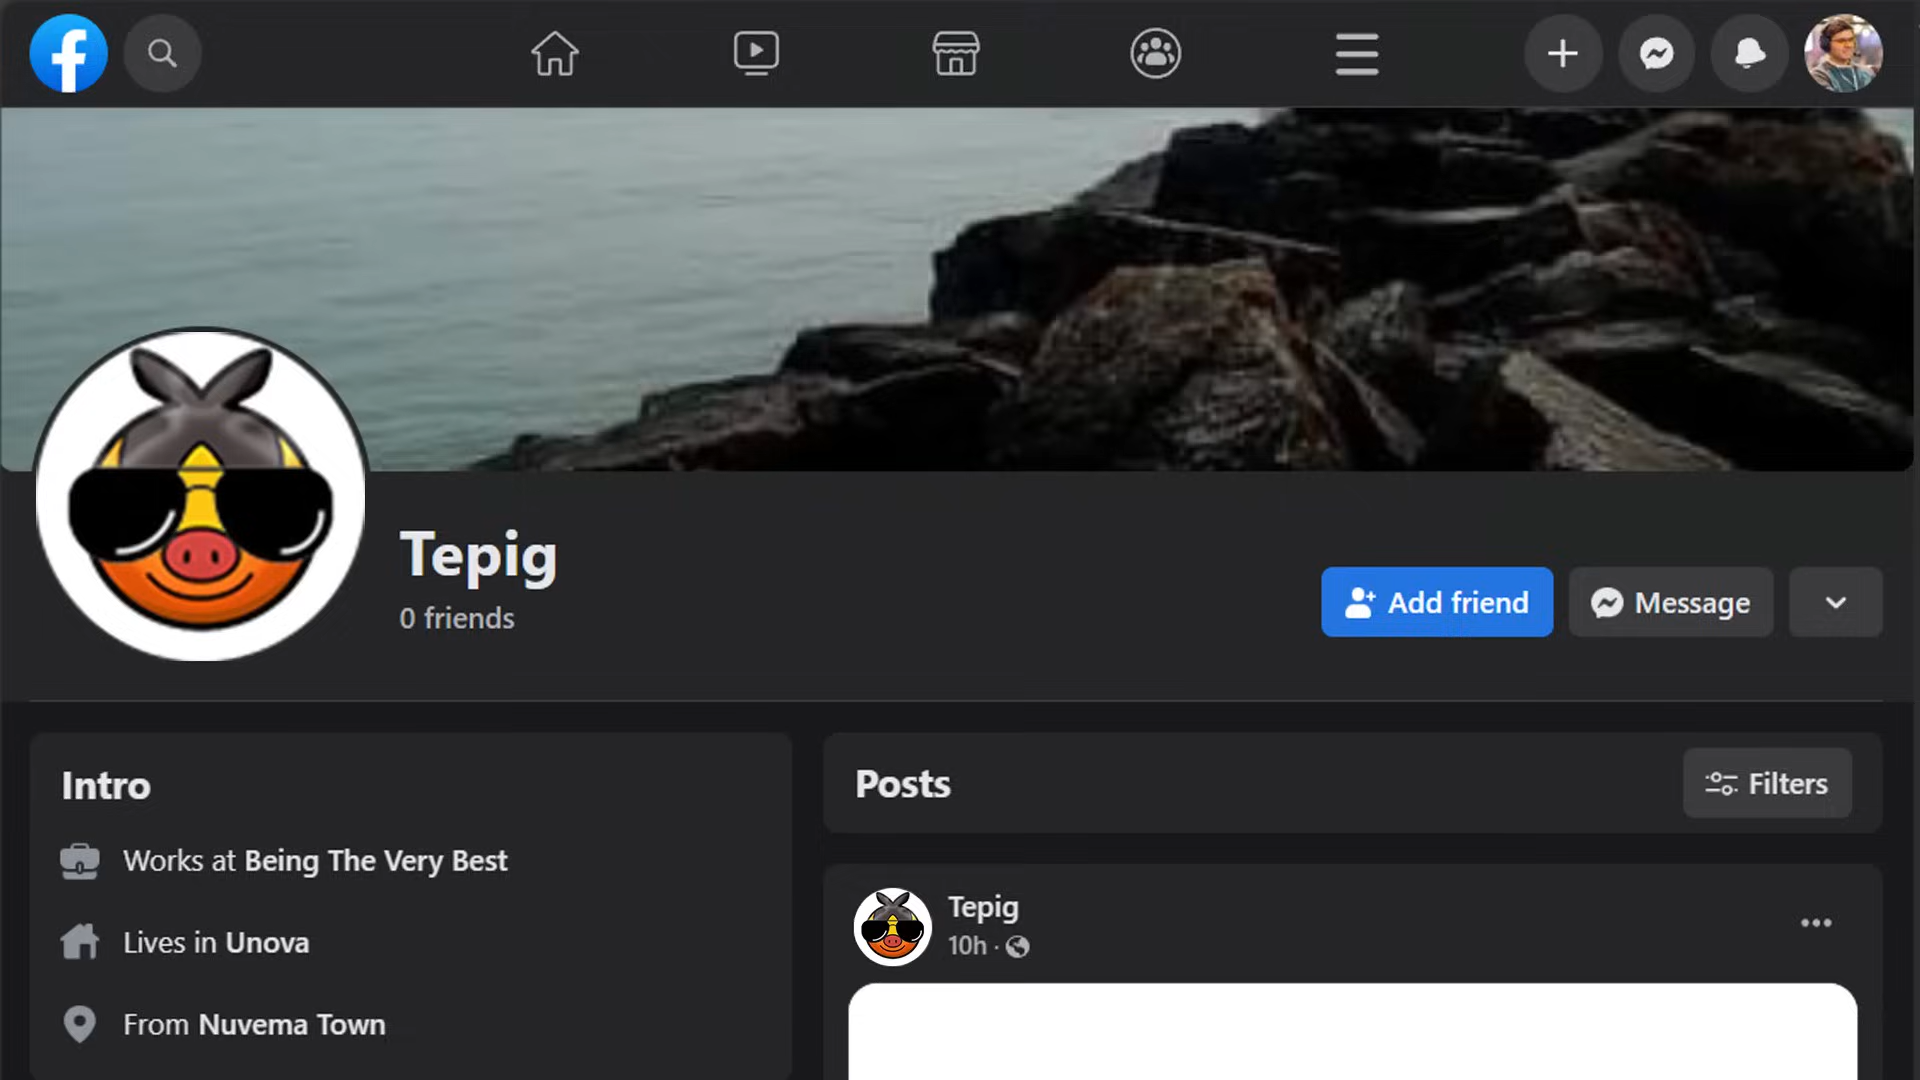 Tepig
0 friends
Add friend
Message
Intro
Works at Being The Very Best
Lives in Unova
From Nuvema Town
Posts
Filters
Tepig
10h ·